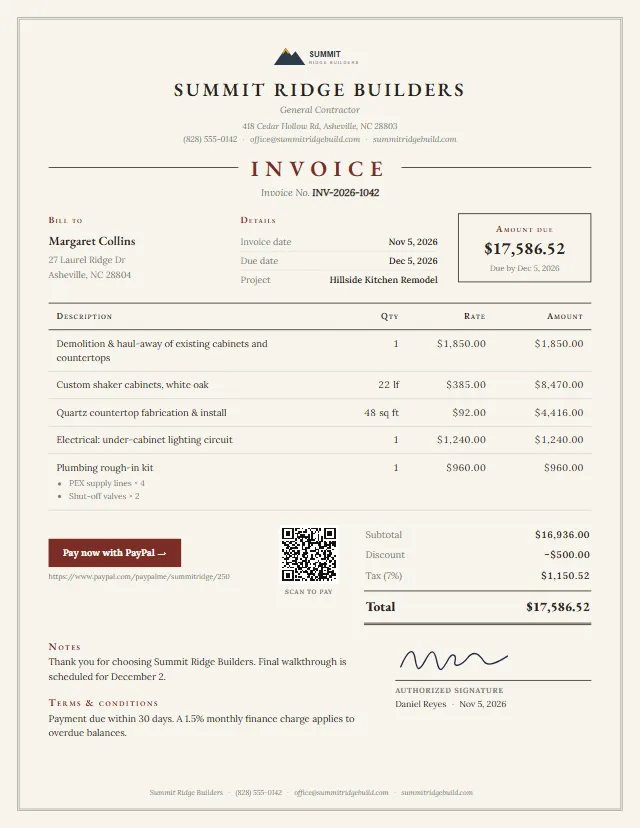 SUMMIT
RIDGE BUILDERS
SUMMIT RIDGE BUILDERS
General Contractor
418 Cedar Hollow Rd, Asheville, NC 28803
(828) 555-0142 · office@summitridgebuild.com · summitridgebuild.com
INVOICE
Invoice No. INV-2026-1042
Bill to
Margaret Collins
27 Laurel Ridge Dr
Asheville, NC 28804
Details
Invoice date Nov 5, 2026
Due date Dec 5, 2026
Project Hillside Kitchen Remodel
Amount due
$17,586.52
Due by Dec 5, 2026
Description Qty Rate Amount
Demolition & haul-away of existing cabinets and 1 $1,850.00 $1,850.00
countertops
Custom shaker cabinets, white oak 22 lf $385.00 $8,470.00
Quartz countertop fabrication & install 48 sq ft $92.00 $4,416.00
Electrical: under-cabinet lighting circuit 1 $1,240.00 $1,240.00
Plumbing rough-in kit 1 $960.00 $960.00
• PEX supply lines × 4
• Shut-off valves × 2
Pay now with PayPal →
https://www.paypal.com/paypalme/summitridge/250
SCAN TO PAY
Subtotal $16,936.00
Discount −$500.00
Tax (7%) $1,150.52
Total $17,586.52
Notes
Thank you for choosing Summit Ridge Builders. Final walkthrough is
scheduled for December 2.
Terms & conditions
Payment due within 30 days. A 1.5% monthly finance charge applies to
overdue balances.
AUTHORIZED SIGNATURE
Daniel Reyes · Nov 5, 2026
Summit Ridge Builders · (828) 555-0142 · office@summitridgebuild.com · summitridgebuild.com